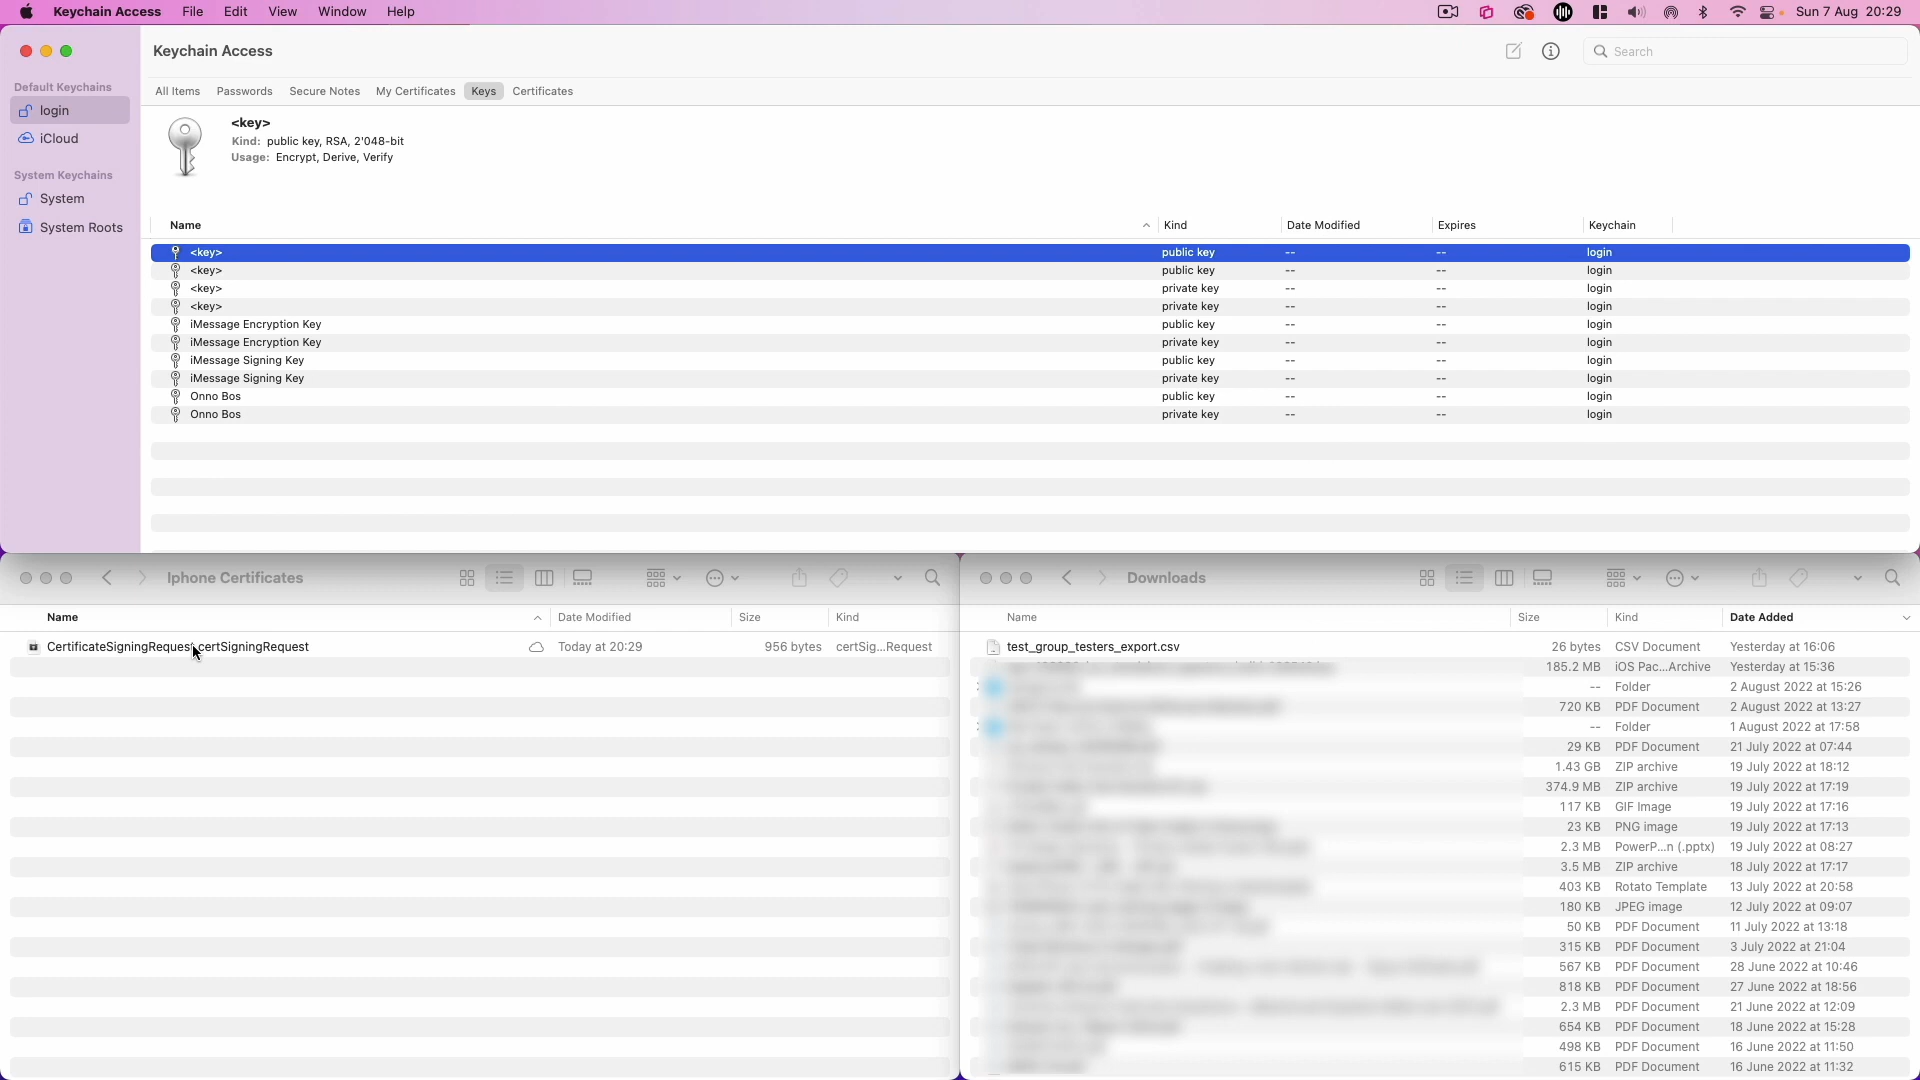 Keychain Access File Edit View Window Help Sun 7 Aug 20:29
Keychain Access
Search
Default Keychains
login
iCloud
System Keychains
System
System Roots
All Items Passwords Secure Notes My Certificates Keys Certificates
<key>
Kind: public key, RSA, 2'048-bit
Usage: Encrypt, Derive, Verify
Name Kind Date Modified Expires Keychain
<key> public key -- -- login
<key> public key -- -- login
<key> private key -- -- login
<key> private key -- -- login
iMessage Encryption Key public key -- -- login
iMessage Encryption Key private key -- -- login
iMessage Signing Key public key -- -- login
iMessage Signing Key private key -- -- login
Onno Bos public key -- -- login
Onno Bos private key -- -- login
Iphone Certificates
Name Date Modified Size Kind
CertificateSigningRequest.certSigningRequest Today at 20:29 956 bytes certSig...Request
Downloads
Name Size Kind Date Added
test_group_testers_export.csv 26 bytes CSV Document Yesterday at 16:06
185.2 MB iOS Pac...Archive Yesterday at 15:36
-- Folder 2 August 2022 at 15:26
720 KB PDF Document 2 August 2022 at 13:27
-- Folder 1 August 2022 at 17:58
29 KB PDF Document 21 July 2022 at 07:44
1.43 GB ZIP archive 19 July 2022 at 18:12
374.9 MB ZIP archive 19 July 2022 at 17:19
117 KB GIF Image 19 July 2022 at 17:16
23 KB PNG image 19 July 2022 at 17:13
2.3 MB PowerP...n (.pptx) 19 July 2022 at 08:27
3.5 MB ZIP archive 18 July 2022 at 17:17
403 KB Rotato Template 13 July 2022 at 20:58
180 KB JPEG image 12 July 2022 at 09:07
50 KB PDF Document 11 July 2022 at 13:18
315 KB PDF Document 3 July 2022 at 21:04
567 KB PDF Document 28 June 2022 at 10:46
818 KB PDF Document 27 June 2022 at 18:56
2.3 MB PDF Document 21 June 2022 at 12:09
654 KB PDF Document 18 June 2022 at 15:28
498 KB PDF Document 16 June 2022 at 11:50
615 KB PDF Document 16 June 2022 at 11:32